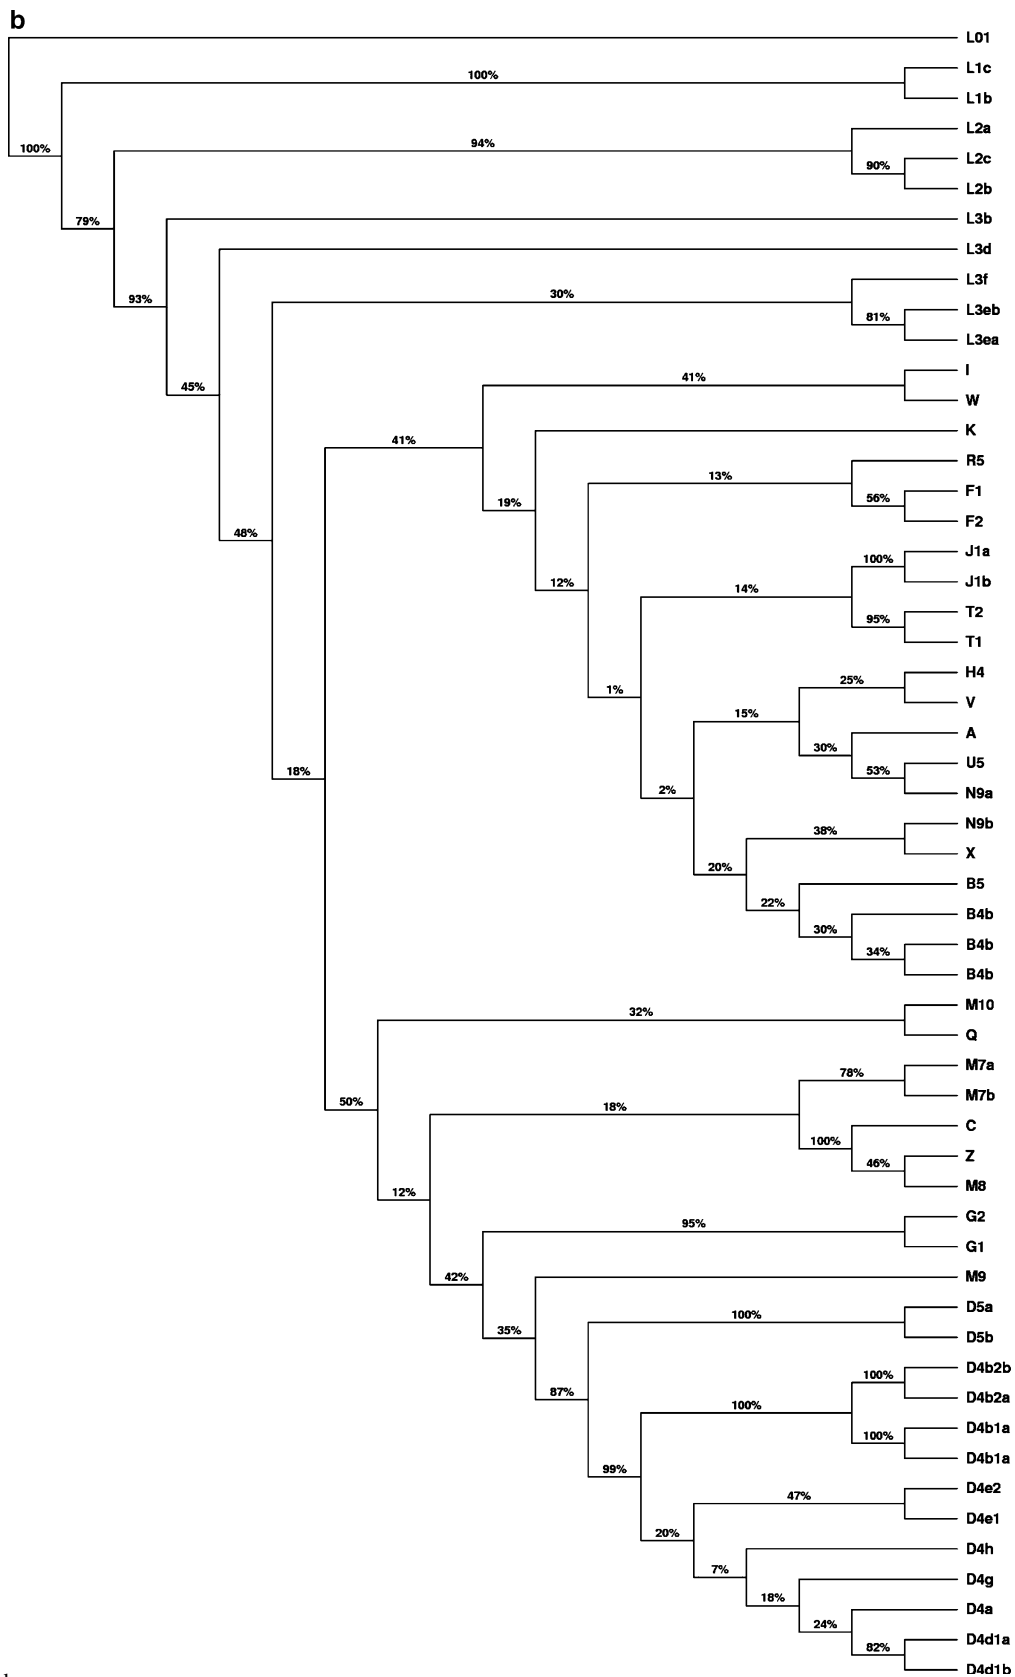 b
L01
L1c
100%
L1b
L2a
94%
100%
L2c
90%
L2b
L3b
79%
L3d
L3f
30%
93%
L3eb
81%
L3ea
I
41%
45%
W
K
41%
R5
13%
F1
56%
19%
F2
48%
J1a
100%
J1b
12%
14%
T2
95%
T1
H4
25%
1%
V
15%
A
30%
U5
53%
18%
N9a
2%
N9b
38%
X
20%
B5
22%
B4b
30%
B4b
34%
B4b
M10
32%
Q
M7a
78%
M7b
50%
18%
C
100%
Z
46%
M8
12%
G2
95%
G1
42%
M9
D5a
100%
35%
D5b
D4b2b
100%
87%
D4b2a
100%
D4b1a
100%
D4b1a
99%
D4e2
47%
D4e1
20%
D4h
7%
D4g
18%
D4a
24%
D4d1a
82%
D4d1b